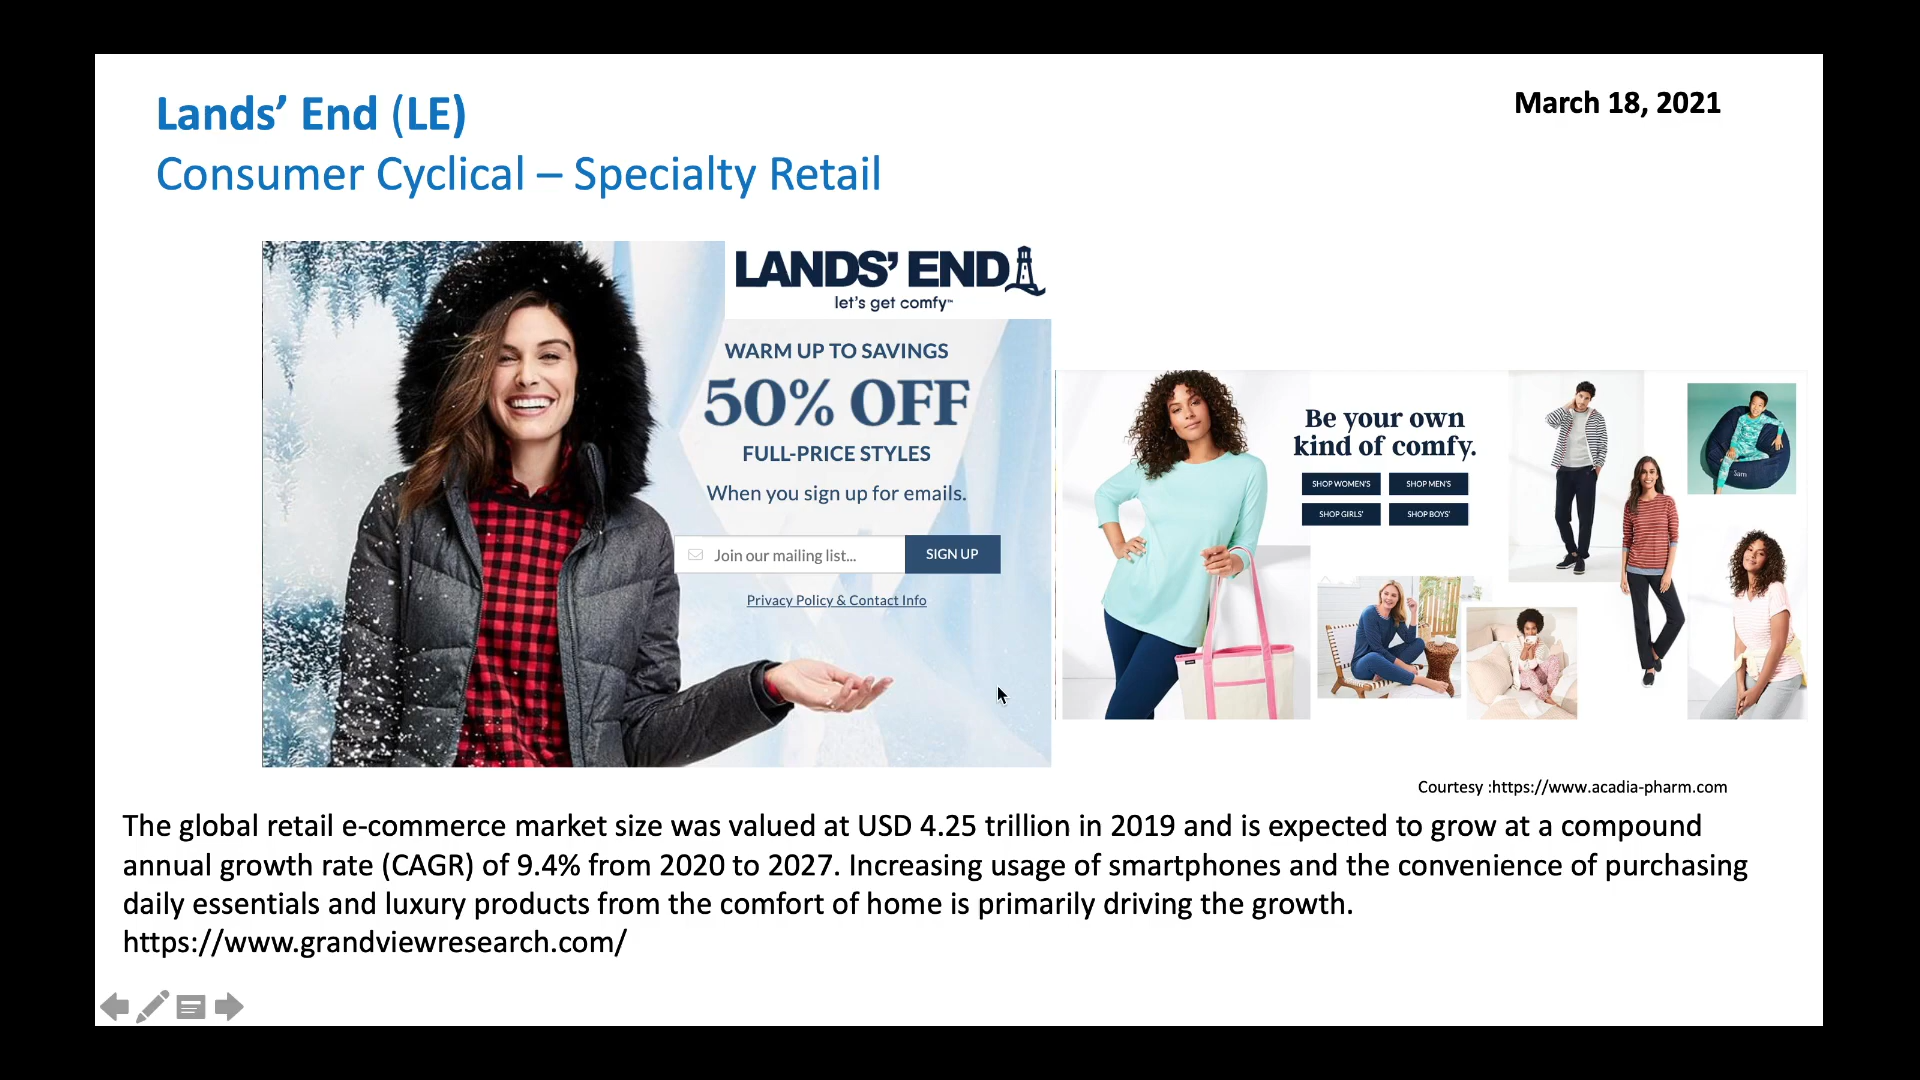 Lands’ End (LE)
March 18, 2021
Consumer Cyclical – Specialty Retail
LANDS’ END
let’s get comfy™
WARM UP TO SAVINGS
50% OFF
FULL-PRICE STYLES
When you sign up for emails.
Join our mailing list...
SIGN UP
Privacy Policy & Contact Info
Be your own
kind of comfy.
SHOP WOMEN'S
SHOP MEN'S
SHOP GIRLS'
SHOP BOYS'
Sam
Courtesy :https://www.acadia-pharm.com
The global retail e-commerce market size was valued at USD 4.25 trillion in 2019 and is expected to grow at a compound
annual growth rate (CAGR) of 9.4% from 2020 to 2027. Increasing usage of smartphones and the convenience of purchasing
daily essentials and luxury products from the comfort of home is primarily driving the growth.
https://www.grandviewresearch.com/